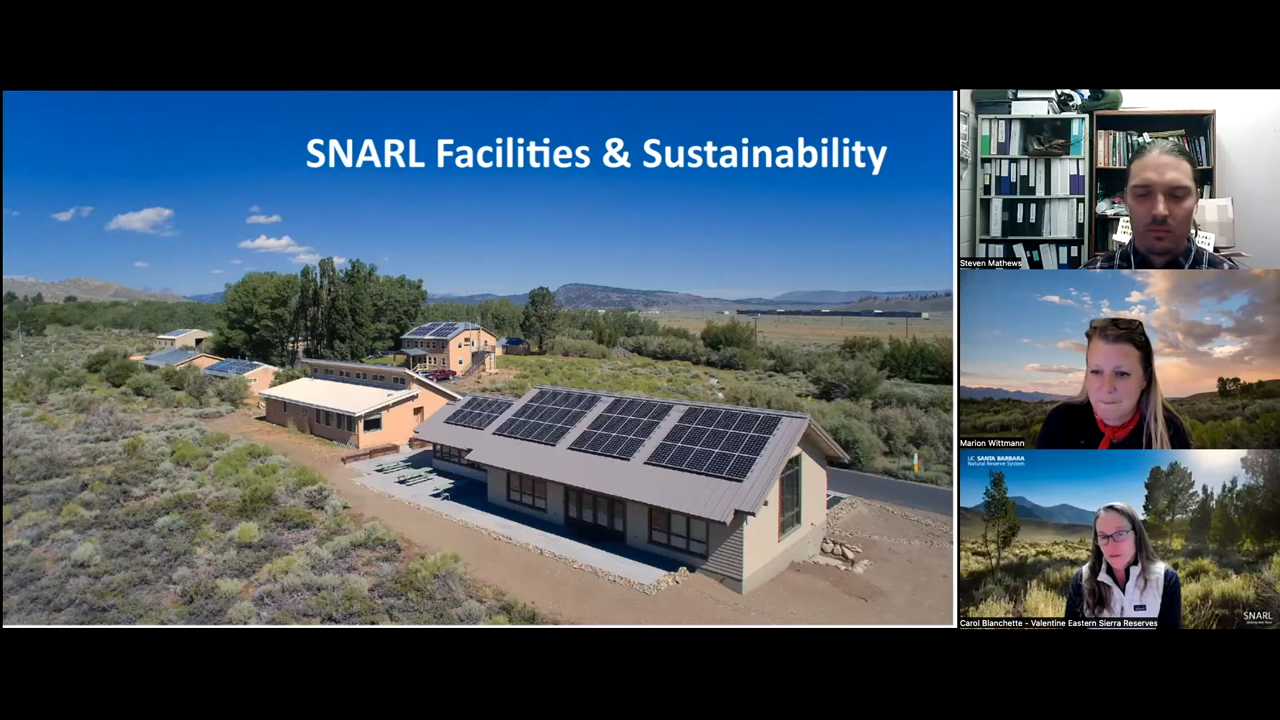 SNARL Facilities & Sustainability
Steven Mathews
Marion Wittmann
UC SANTA BARBARA
Natural Reserve System
SNARL
Carol Blanchette - Valentine Eastern Sierra Reserves